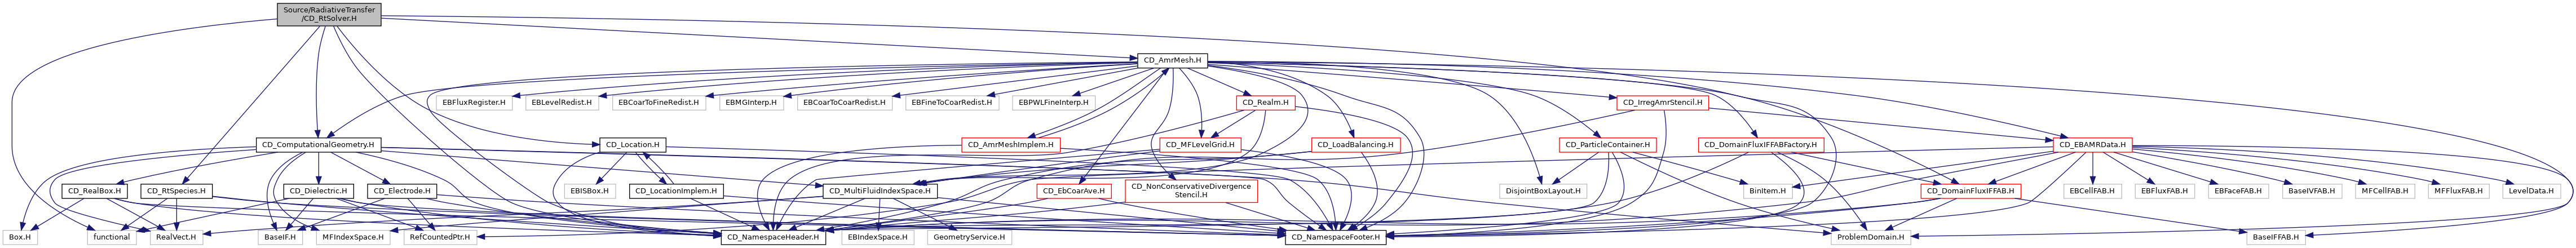 Source/RadiativeTransfer
/CD_RtSolver.H
CD_AmrMesh.H
EBFluxRegister.H
EBLevelRedist.H
EBCoarToFineRedist.H
EBMGInterp.H
EBCoarToCoarRedist.H
EBFineToCoarRedist.H
EBPWLFineInterp.H
CD_Realm.H
CD_IrregAmrStencil.H
CD_ComputationalGeometry.H
CD_Location.H
CD_AmrMeshImplem.H
CD_MFLevelGrid.H
CD_LoadBalancing.H
CD_ParticleContainer.H
CD_DomainFluxIFFABFactory.H
CD_EBAMRData.H
CD_RealBox.H
CD_RtSpecies.H
CD_Dielectric.H
CD_Electrode.H
EBISBox.H
CD_LocationImplem.H
CD_MultiFluidIndexSpace.H
CD_EbCoarAve.H
CD_NonConservativeDivergence
Stencil.H
DisjointBoxLayout.H
BinItem.H
CD_DomainFluxIFFAB.H
EBCellFAB.H
EBFluxFAB.H
EBFaceFAB.H
BaseIVFAB.H
MFCellFAB.H
MFFluxFAB.H
LevelData.H
Box.H
functional
RealVect.H
BaseIF.H
MFIndexSpace.H
RefCountedPtr.H
CD_NamespaceHeader.H
EBIndexSpace.H
GeometryService.H
CD_NamespaceFooter.H
ProblemDomain.H
BaseIFFAB.H